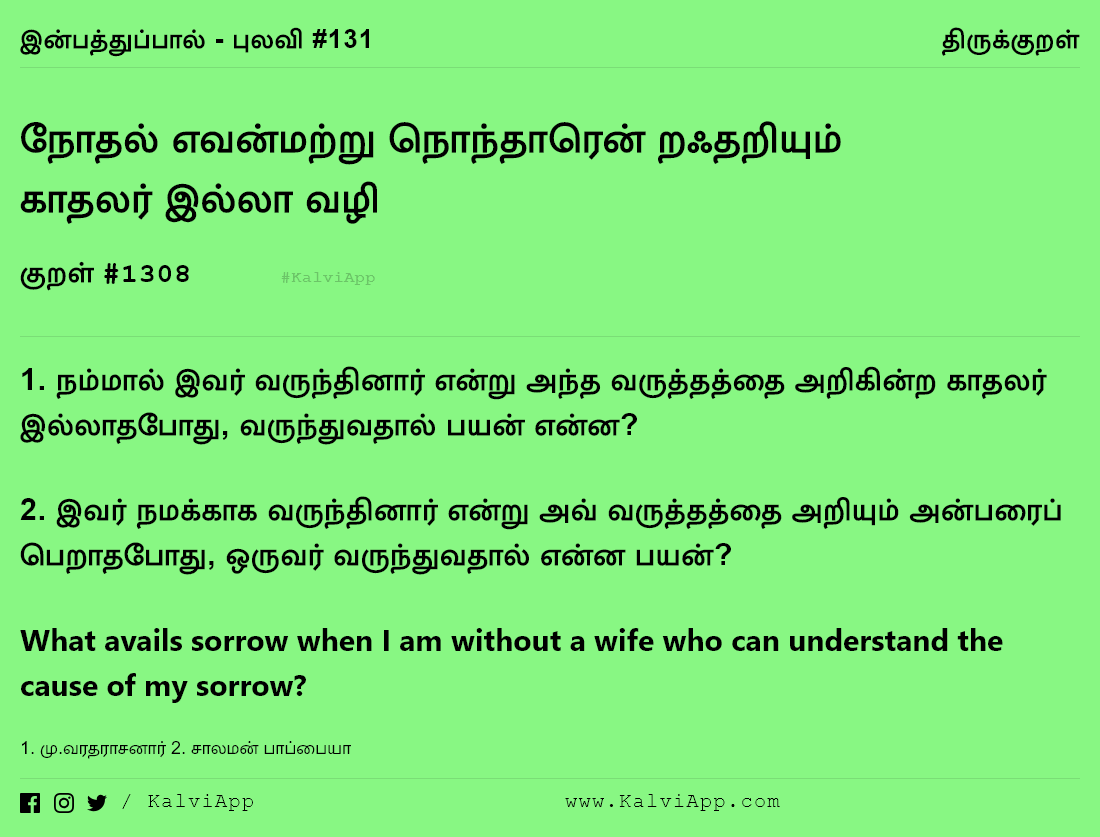 இன்பத்துப்பால் - புலவி #131 திருக்குறள்
நோதல் எவன்மற்று நொந்தாரென் றஃதறியும்
காதலர் இல்லா வழி
குறள் #1308 #KalviApp
1. நம்மால் இவர் வருந்தினார் என்று அந்த வருத்தத்தை அறிகின்ற காதலர்
இல்லாதபோது, வருந்துவதால் பயன் என்ன?
2. இவர் நமக்காக வருந்தினார் என்று அவ் வருத்தத்தை அறியும் அன்பரைப்
பெறாதபோது, ஒருவர் வருந்துவதால் என்ன பயன்?
What avails sorrow when I am without a wife who can understand the
cause of my sorrow?
1. மு.வரதராசனார் 2. சாலமன் பாப்பையா
/ KalviApp www.KalviApp.com